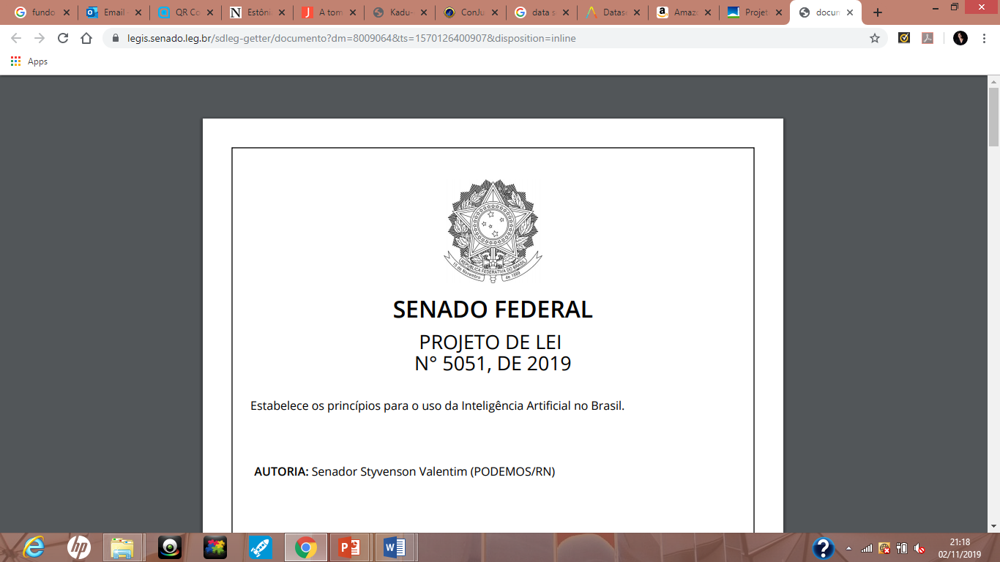 fundo
Email
QR Co
Estôni
A tom
Kadu-
ConJu
data s
Datase
Amazo
Projet
docun
legis.senado.leg.br/sdleg-getter/documento?dm=8009064&ts=1570126400907&disposition=inline
Apps
REPÚBLICA FEDERATIVA DO BRASIL
15 de Novembro
de 1889
SENADO FEDERAL
PROJETO DE LEI
N° 5051, DE 2019
Estabelece os princípios para o uso da Inteligência Artificial no Brasil.
AUTORIA: Senador Styvenson Valentim (PODEMOS/RN)
21:18
02/11/2019